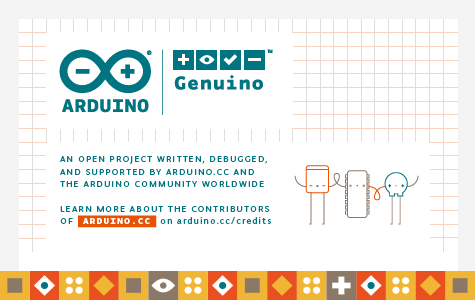 ARDUINO
Genuino™
AN OPEN PROJECT WRITTEN, DEBUGGED,
AND SUPPORTED BY ARDUINO.CC AND
THE ARDUINO COMMUNITY WORLDWIDE
LEARN MORE ABOUT THE CONTRIBUTORS
OF ARDUINO.CC on arduino.cc/credits